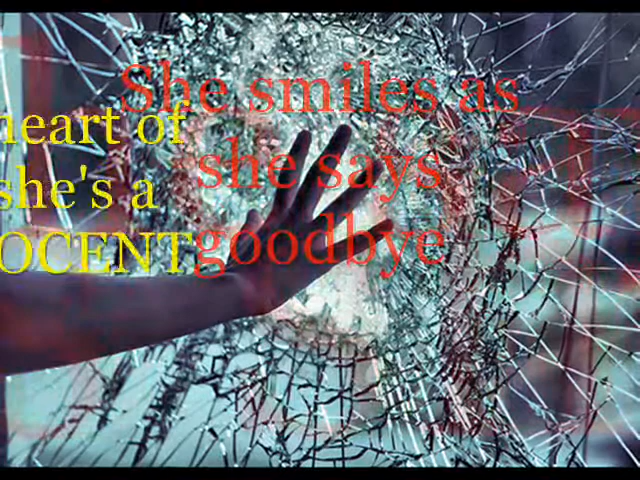 heart of
she's a
OCENT
She smiles as
she says
goodbye